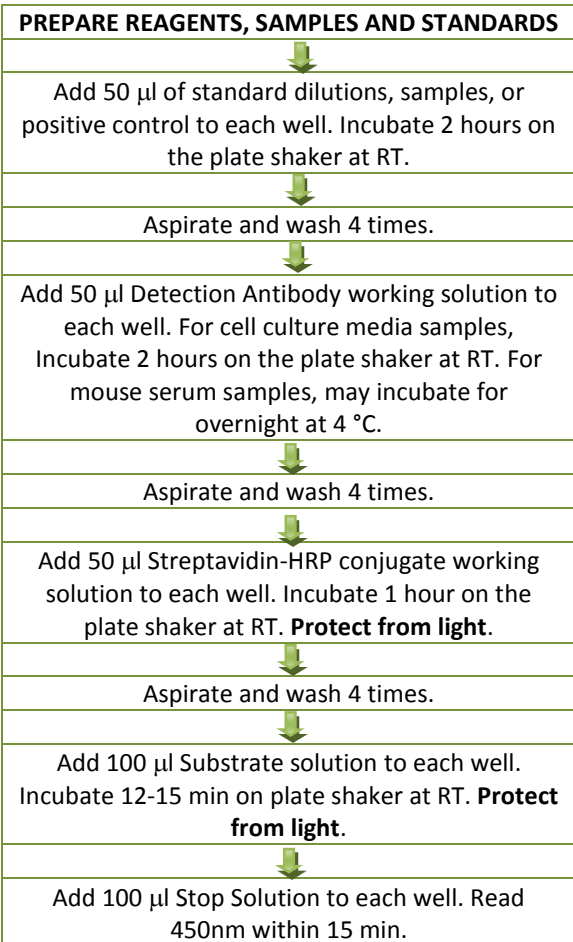 PREPARE REAGENTS, SAMPLES AND STANDARDS
Add 50 µl of standard dilutions, samples, or
positive control to each well. Incubate 2 hours on
the plate shaker at RT.
Aspirate and wash 4 times.
Add 50 µl Detection Antibody working solution to
each well. For cell culture media samples,
Incubate 2 hours on the plate shaker at RT. For
mouse serum samples, may incubate for
overnight at 4 °C.
Aspirate and wash 4 times.
Add 50 µl Streptavidin-HRP conjugate working
solution to each well. Incubate 1 hour on the
plate shaker at RT. Protect from light.
Aspirate and wash 4 times.
Add 100 µl Substrate solution to each well.
Incubate 12-15 min on plate shaker at RT. Protect
from light.
Add 100 µl Stop Solution to each well. Read
450nm within 15 min.